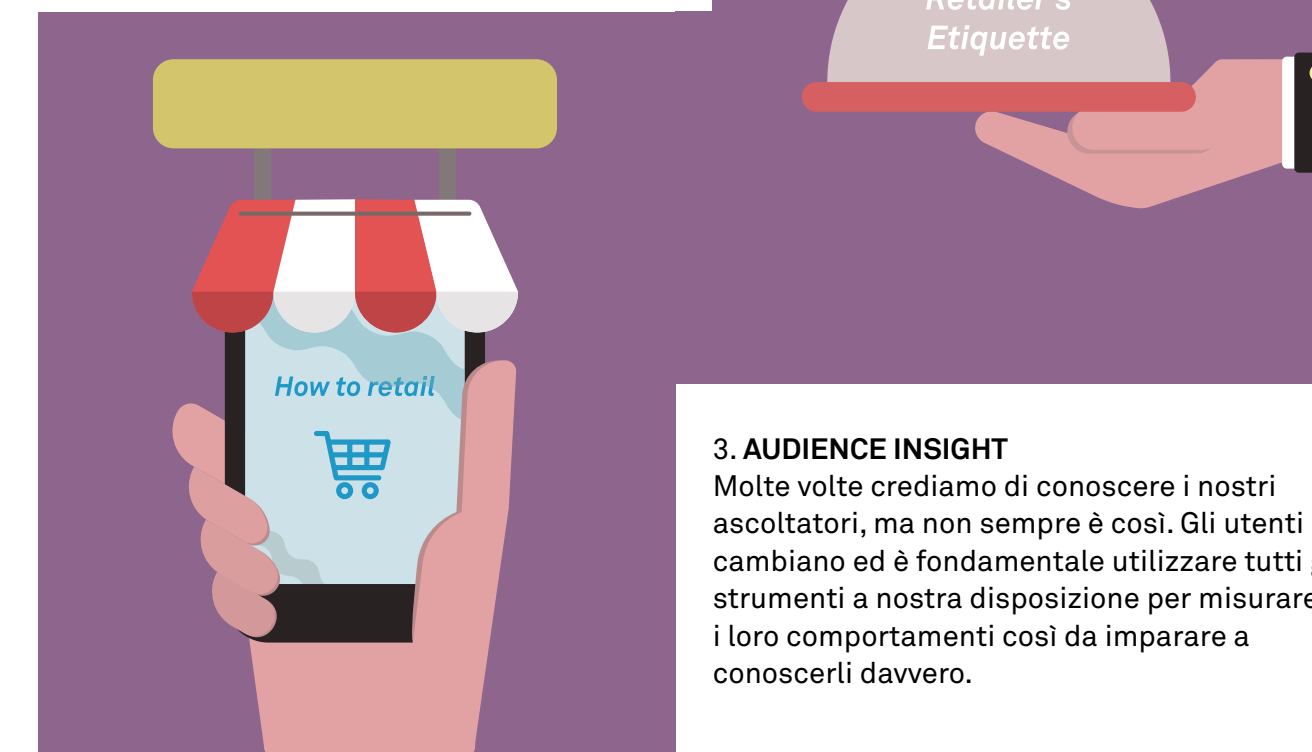 Retailer's
Etiquette
How to retail
3. AUDIENCE INSIGHT
Molte volte crediamo di conoscere i nostri
ascoltatori, ma non sempre è così. Gli utenti
cambiano ed è fondamentale utilizzare tutti
strumenti a nostra disposizione per misurare
i loro comportamenti così da imparare a
conoscerli davvero.